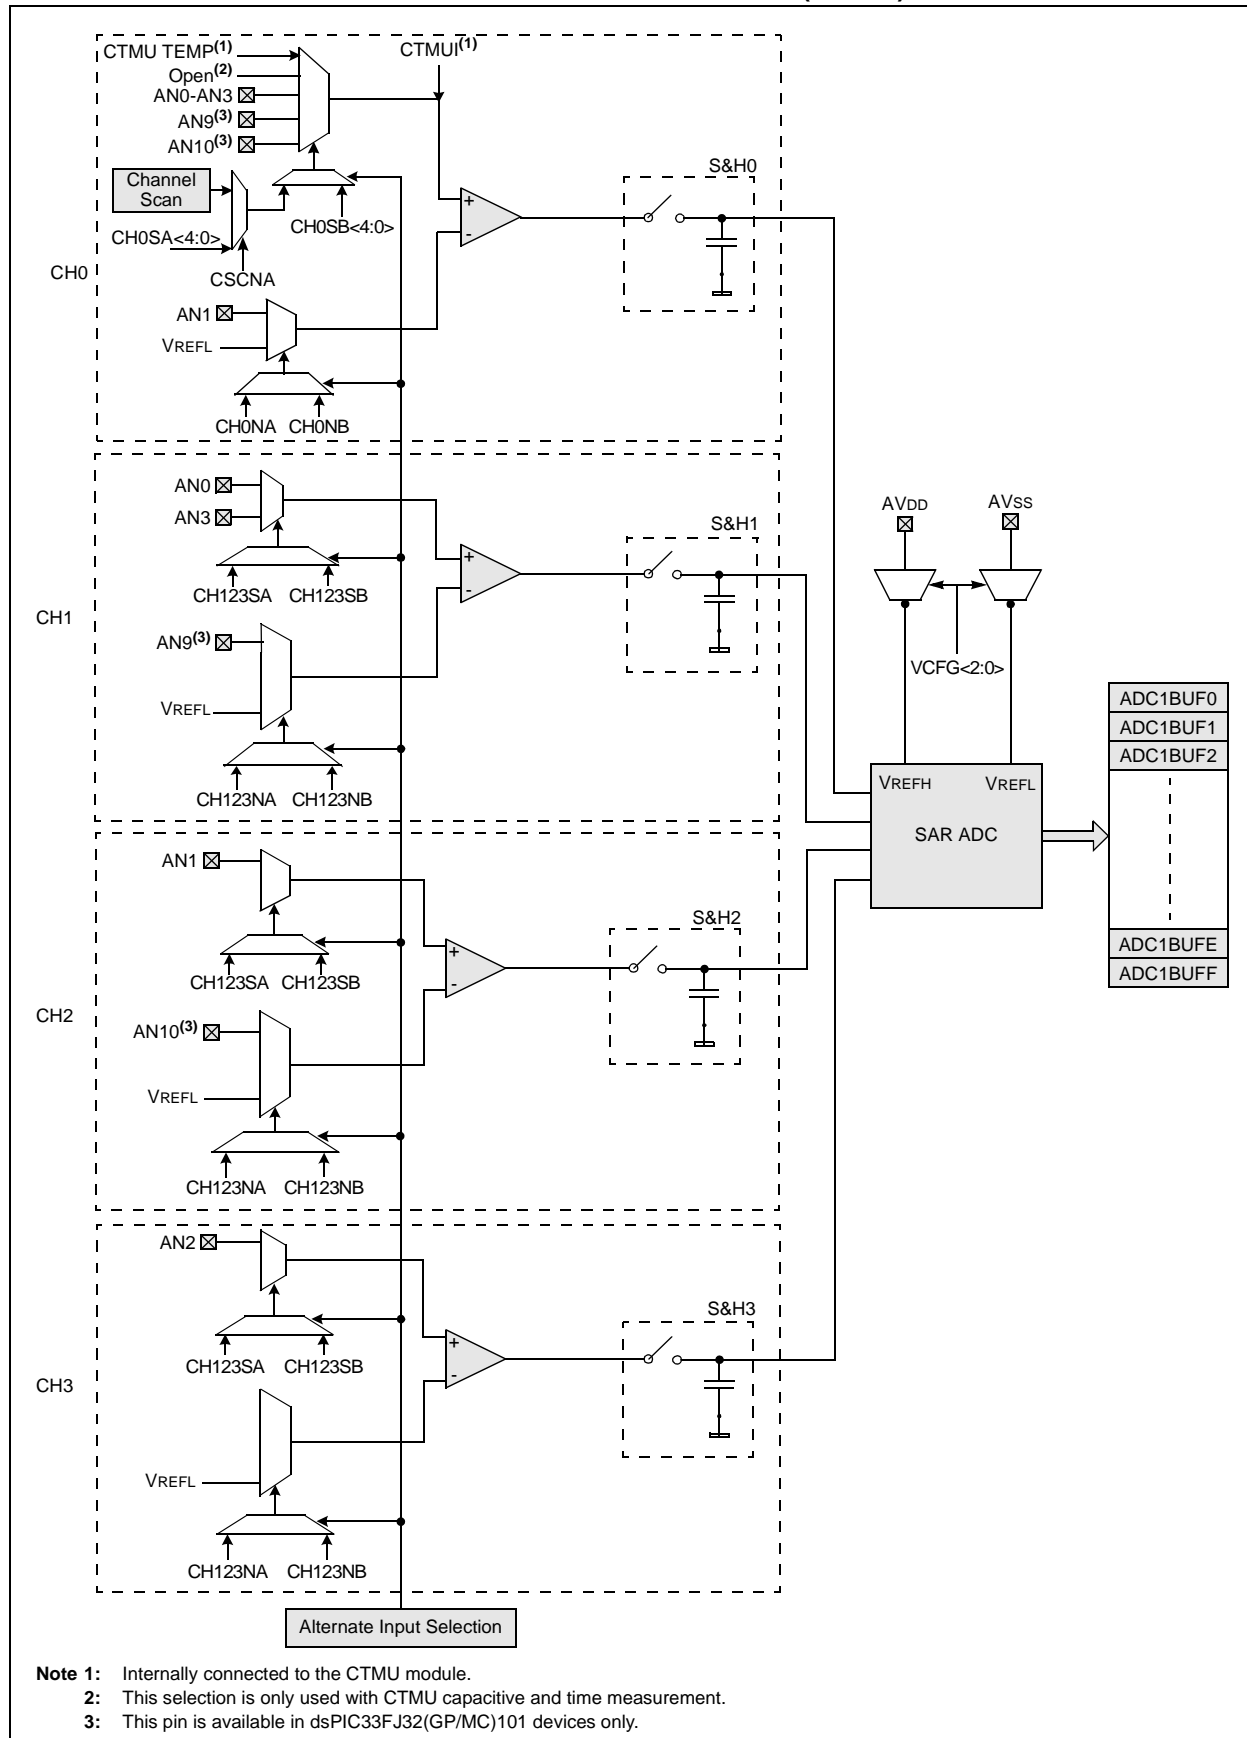 CTMU TEMP(1)
CTMUI(1)
Open(2)
AN0-AN3
AN9(3)
AN10(3)
Channel
Scan
S&H0
+
-
CH0SB<4:0>
CH0SA<4:0>
CH0
CSCNA
AN1
VREFL
CH0NA CH0NB
AN0
AN3
S&H1
+
-
CH123SA CH123SB
CH1
AN9(3)
VREFL
CH123NA CH123NB
AVDD AVSS
VCFG<2:0>
ADC1BUF0
ADC1BUF1
ADC1BUF2
VREFH VREFL
SAR ADC
ADC1BUFE
ADC1BUFF
AN1
S&H2
+
-
CH123SA CH123SB
CH2
AN10(3)
VREFL
CH123NA CH123NB
AN2
S&H3
+
-
CH123SA CH123SB
CH3
VREFL
CH123NA CH123NB
Alternate Input Selection
Note 1: Internally connected to the CTMU module.
2: This selection is only used with CTMU capacitive and time measurement.
3: This pin is available in dsPIC33FJ32(GP/MC)101 devices only.